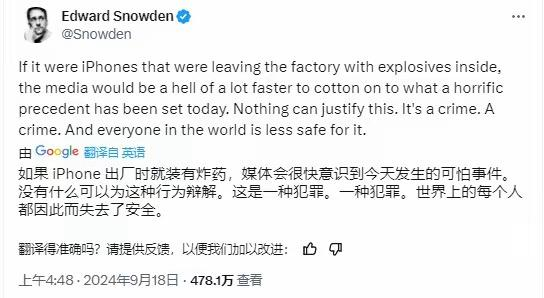 Edward Snowden
@Snowden
If it were iPhones that were leaving the factory with explosives inside,
the media would be a hell of a lot faster to cotton on to what a horrific
precedent has been set today. Nothing can justify this. It's a crime. A
crime. And everyone in the world is less safe for it.
由 Google 翻译自 英语
如果 iPhone 出厂时就装有炸药，媒体会很快意识到今天发生的可怕事件。
没有什么可以为这种行为辩解。这是一种犯罪。一种犯罪。世界上的每个人
都因此而失去了安全。
翻译得准确吗？请提供反馈，以便我们加以改进：
上午4:48 · 2024年9月18日 · 478.1万 查看